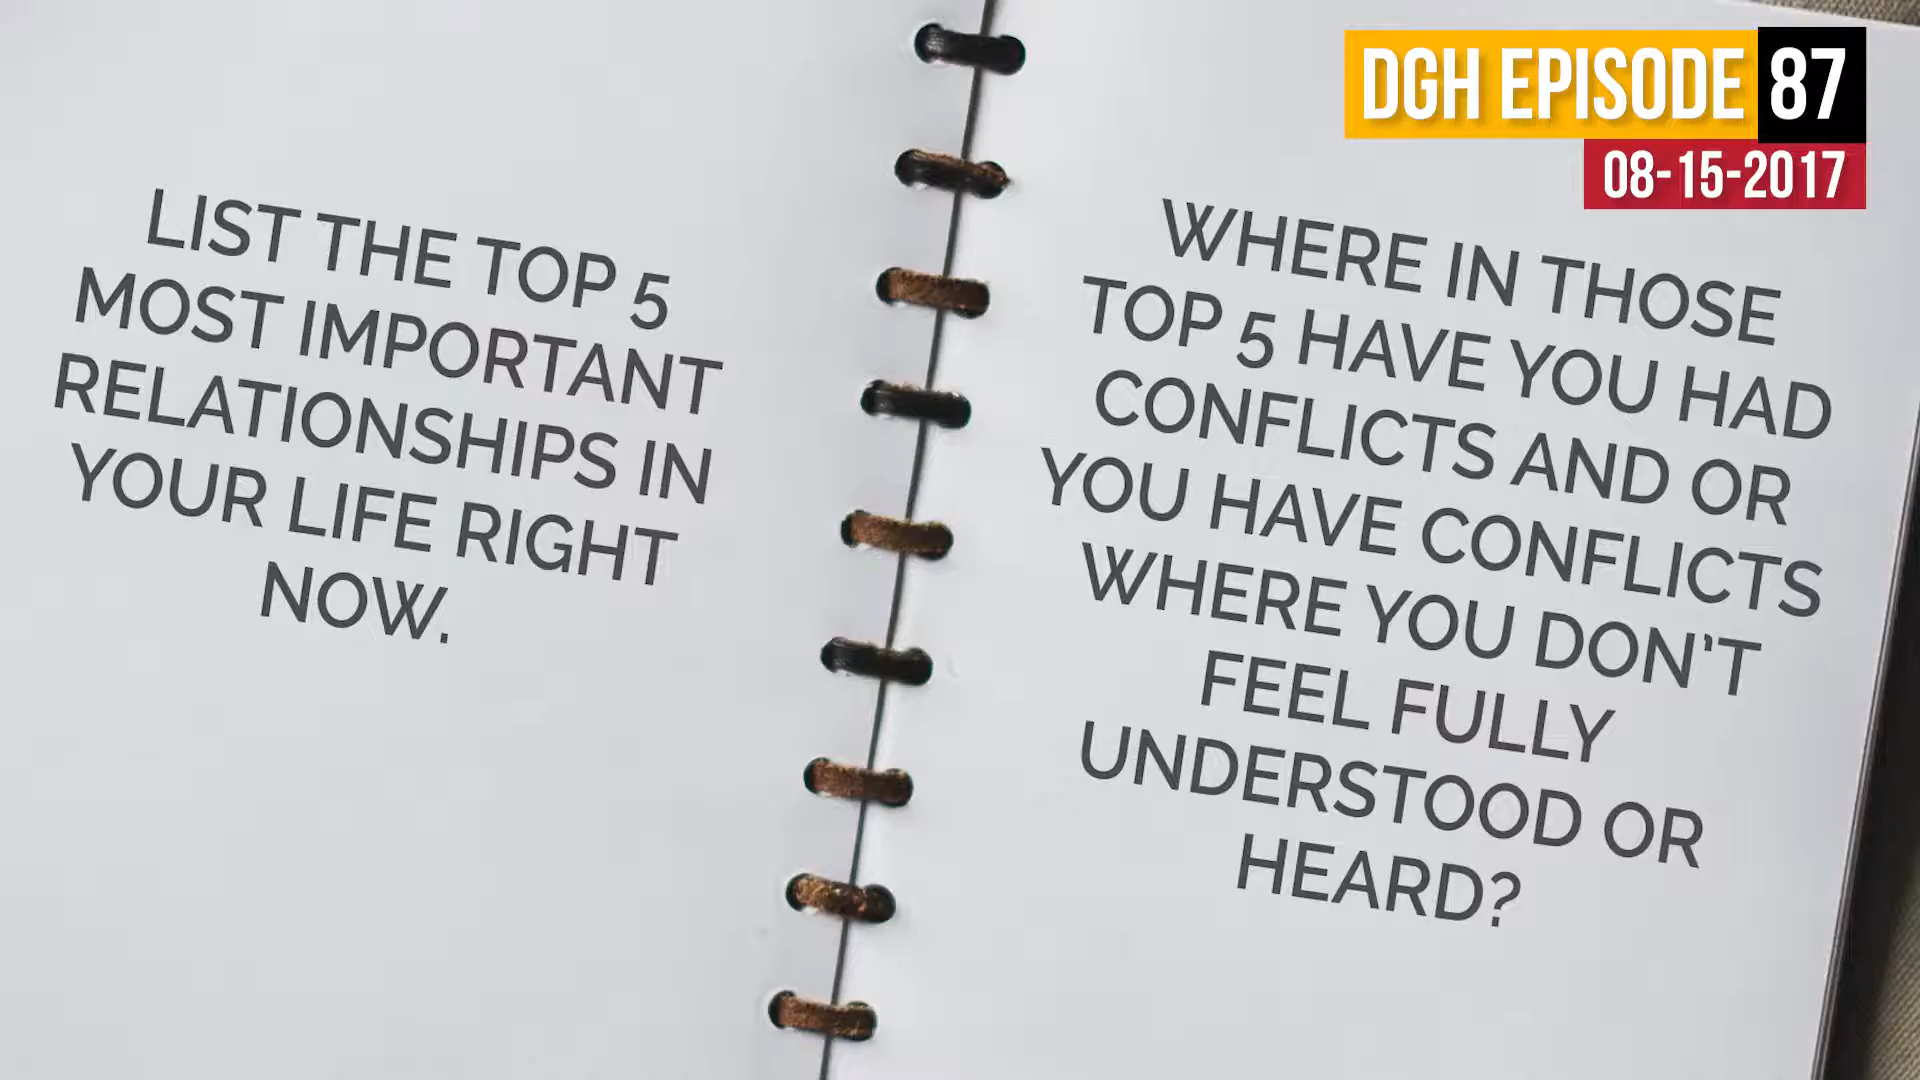 DGH EPISODE 87
08-15-2017
LIST THE TOP 5
MOST IMPORTANT
RELATIONSHIPS IN
YOUR LIFE RIGHT
NOW.
WHERE IN THOSE
TOP 5 HAVE YOU HAD
CONFLICTS AND OR
YOU HAVE CONFLICTS
WHERE YOU DON'T
FEEL FULLY
UNDERSTOOD OR
HEARD?